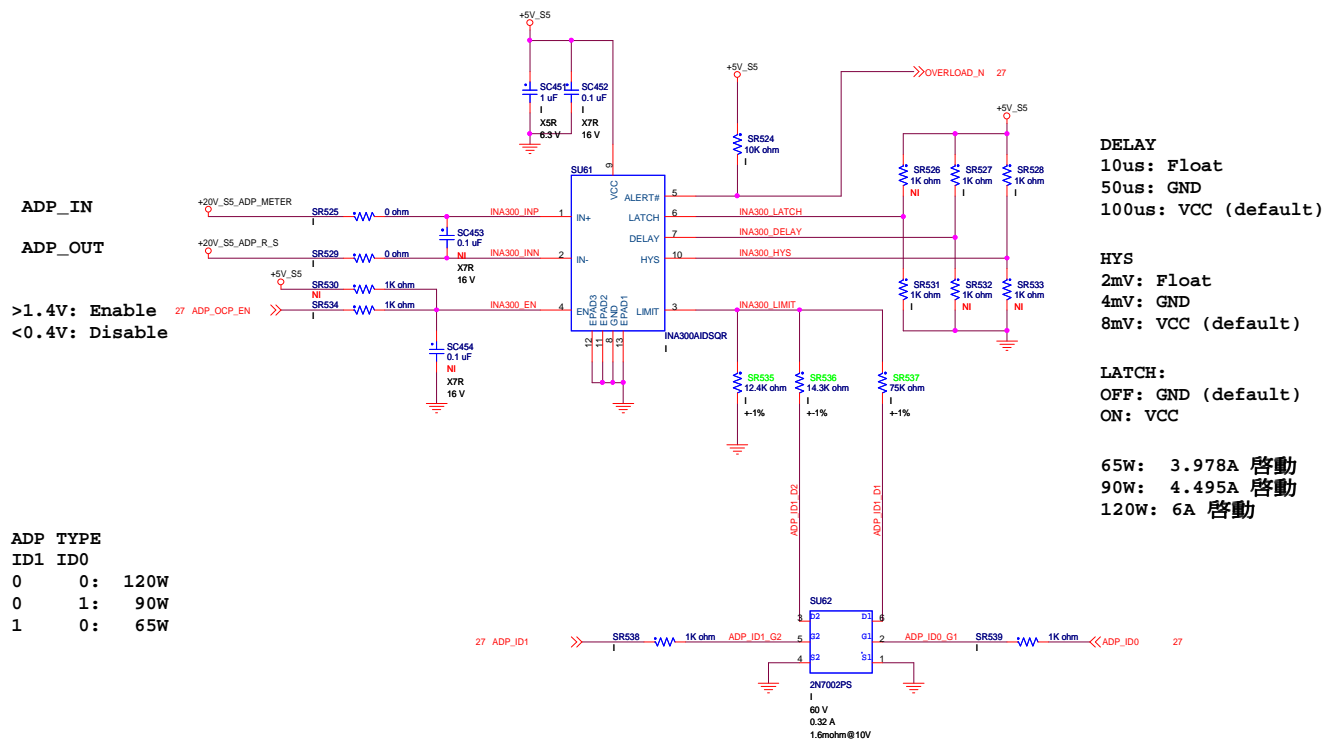 +5V_S5
SC451
1 uF
I
X5R
6.3 V
SC452
0.1 uF
I
X7R
16 V
+5V_S5
OVERLOAD_N 27
SR524
10K ohm
I
+5V_S5
SR526
1K ohm
NI
SR527
1K ohm
I
SR528
1K ohm
I
DELAY
10us: Float
50us: GND
100us: VCC (default)
HYS
2mV: Float
4mV: GND
8mV: VCC (default)
LATCH:
OFF: GND (default)
ON: VCC
65W: 3.978A 啓動
90W: 4.495A 啓動
120W: 6A 啓動
SU61
9
VCC
ALERT# 5
LATCH 6
DELAY 7
HYS 10
LIMIT 3
1 IN+
2 IN-
4 EN
EPAD3
EPAD2
GND
EPAD1
12
11
8
13
INA300AIDSQR
I
INA300_LATCH
INA300_DELAY
INA300_HYS
INA300_LIMIT
ADP_IN
+20V_S5_ADP_METER
SR525
I
0 ohm
INA300_INP
SC453
0.1 uF
NI
X7R
16 V
ADP_OUT
+20V_S5_ADP_R_S
SR529
I
0 ohm
INA300_INN
+5V_S5
SR530
NI
1K ohm
>1.4V: Enable
<0.4V: Disable
27 ADP_OCP_EN
SR534
I
1K ohm
INA300_EN
SC454
0.1 uF
NI
X7R
16 V
SR531
1K ohm
I
SR532
1K ohm
NI
SR533
1K ohm
NI
SR535
12.4K ohm
I
+-1%
SR536
14.3K ohm
I
+-1%
SR537
75K ohm
I
+-1%
ADP_ID1_D2
ADP_ID1_D1
ADP TYPE
ID1 ID0
0 0: 120W
0 1: 90W
1 0: 65W
SU62
3 D2
5 G2
4 S2
D1 6
G1 2
S1 1
27 ADP_ID1
SR538
I
1K ohm
ADP_ID1_G2
ADP_ID0_G1
SR539
I
1K ohm
ADP_ID0 27
2N7002PS
I
60 V
0.32 A
1.6mohm@10V